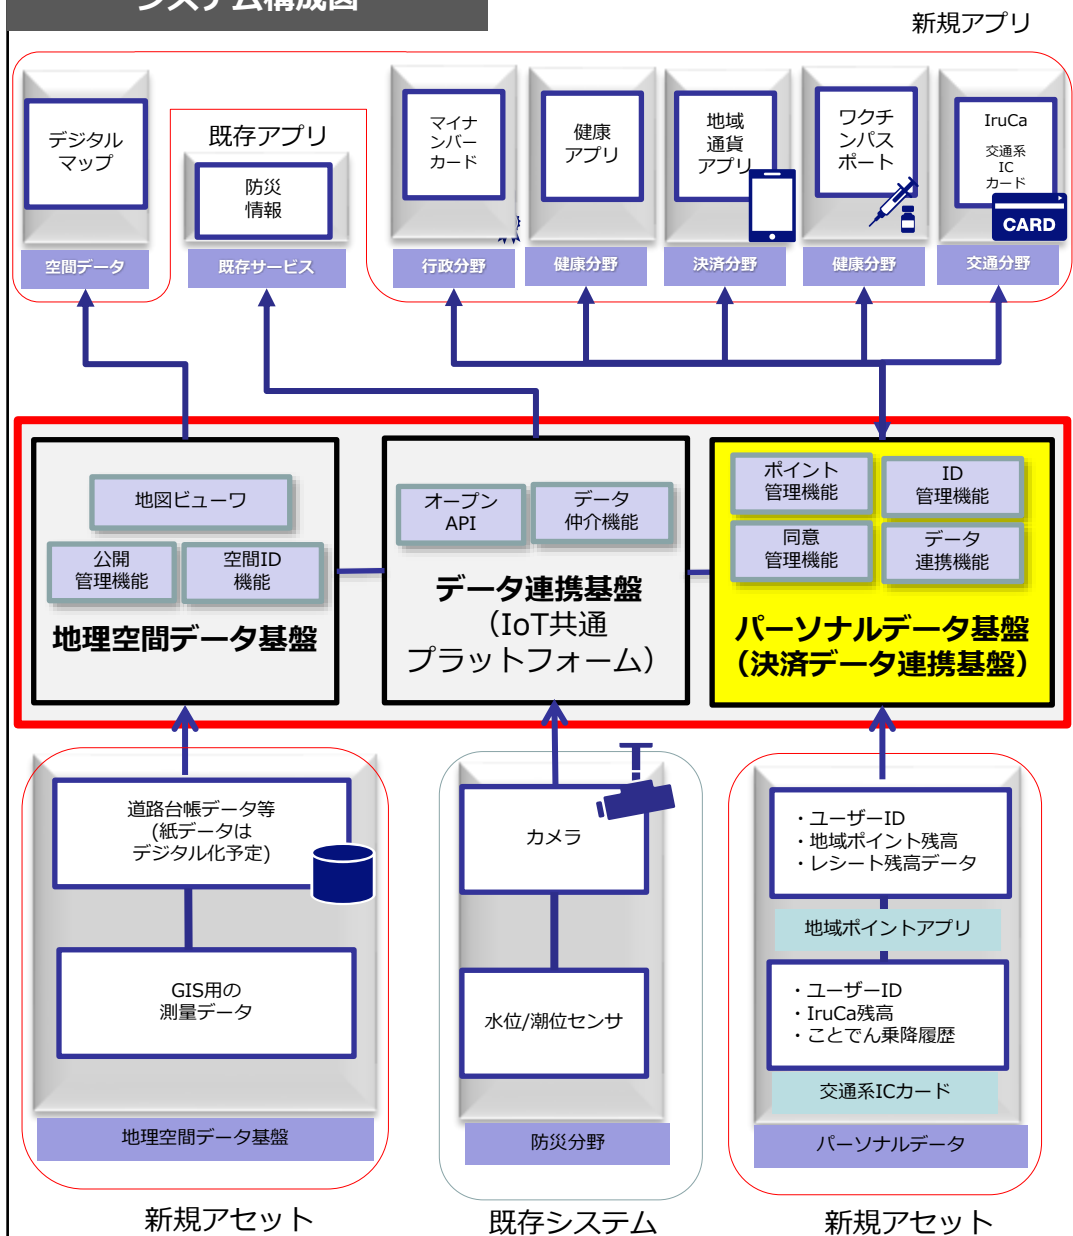 システム構成図
新規アプリ
デジタル
マップ
空間データ
既存アプリ
防災
情報
既存サービス
マイナ
ンバー
カード
行政分野
健康
アプリ
健康分野
地域
通貨
アプリ
決済分野
ワクチ
ンパス
ポート
健康分野
IruCa
交通系
IC
カード
CARD
交通分野
地図ビューワ
公開
管理機能
空間ID
機能
地理空間データ基盤
オープン
API
データ
仲介機能
データ連携基盤
(IoT共通
プラットフォーム)
ポイント
管理機能
ID
管理機能
同意
管理機能
データ
連携機能
パーソナルデータ基盤
(決済データ連携基盤)
道路台帳データ等
(紙データは
デジタル化予定)
GIS用の
測量データ
地理空間データ基盤
新規アセット
カメラ
水位/潮位センサ
防災分野
既存システム
・ユーザーID
・地域ポイント残高
・レシート残高データ
地域ポイントアプリ
・ユーザーID
・IruCa残高
・ことでん乗降履歴
交通系ICカード
パーソナルデータ
新規アセット